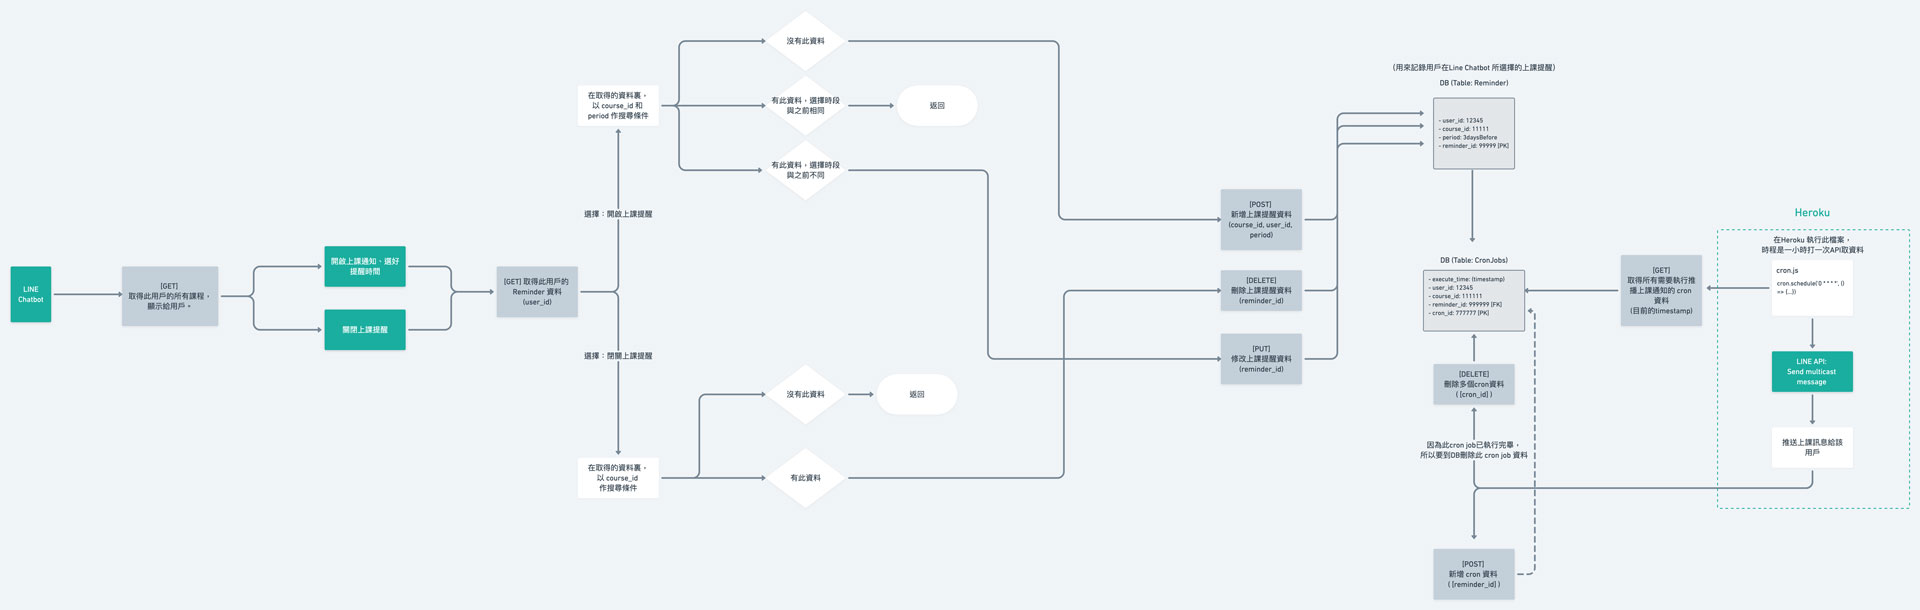 LINE
Chatbot
[GET]
取得此用戶的所有課程，
顯示給用戶。
開啟上課通知、選好
提醒時間
關閉上課提醒
[GET] 取得此用戶的
Reminder 資料
(user_id)
在取得的資料裏，
以 course_id 和
period 作搜尋條件
選擇：開啟上課提醒
選擇：閉關上課提醒
在取得的資料裏，
以 course_id
作搜尋條件
沒有此資料
有此資料，選擇時段
與之前相同
返回
有此資料，選擇時段
與之前不同
沒有此資料
返回
有此資料
[POST]
新增上課提醒資料
(course_id, user_id,
period)
[DELETE]
刪除上課提醒資料
(reminder_id)
[PUT]
修改上課提醒資料
(reminder_id)
(用來記錄用戶在Line Chatbot 所選擇的上課提醒)
DB (Table: Reminder)
- user_id: 12345
- course_id: 11111
- period: 3daysBefore
- reminder_id: 99999 [PK]
DB (Table: CronJobs)
- execute_time: (timestamp)
- user_id: 12345
- course_id: 111111
- reminder_id: 999999 [FK]
- cron_id: 777777 [PK]
[DELETE]
刪除多個cron資料
( [cron_id] )
因為此cron job已執行完畢，
所以要到DB刪除此 cron job 資料
[POST]
新增 cron 資料
( [reminder_id] )
[GET]
取得所有需要執行推
播上課通知的 cron
資料
(目前的timestamp)
Heroku
在Heroku 執行此檔案，
時程是一小時打一次API取資料
cron.js
cron.schedule('0 * * * *', ()
=> {...})
LINE API:
Send multicast
message
推送上課訊息給該
用戶